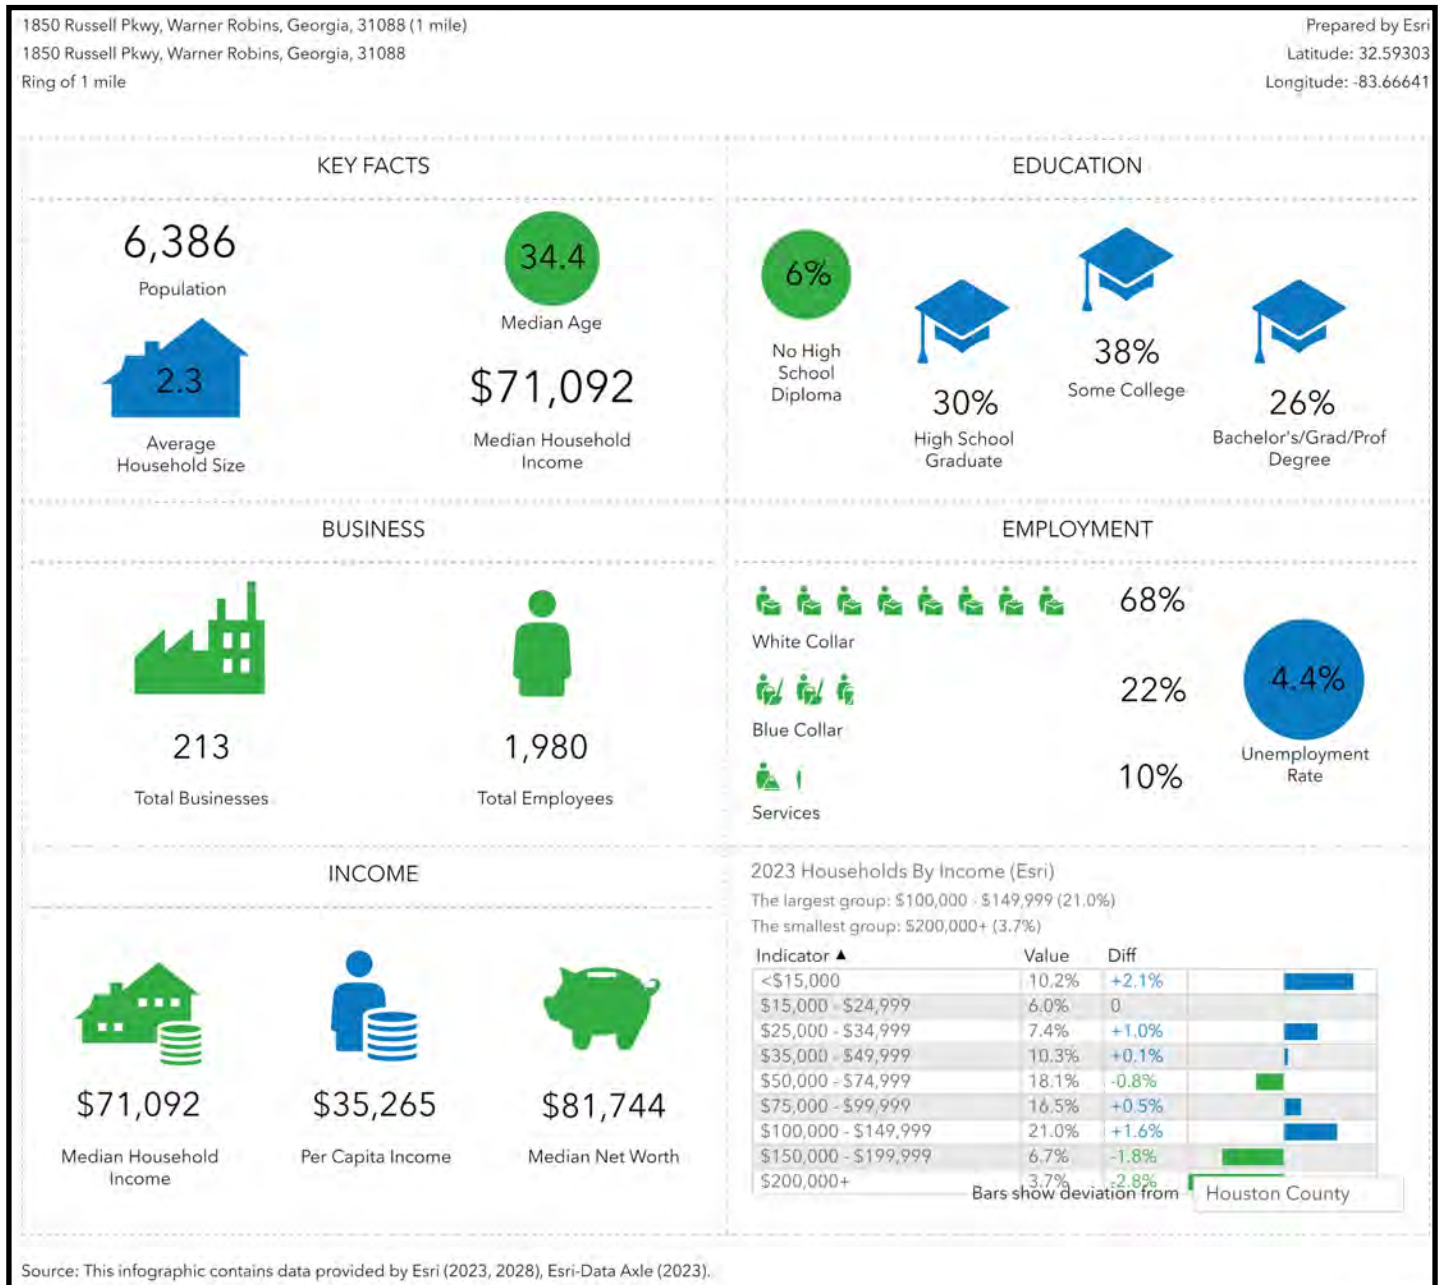 1850 Russell Pkwy, Warner Robins, Georgia, 31088 (1 mile)
1850 Russell Pkwy, Warner Robins, Georgia, 31088
Ring of 1 mile
Prepared by Esri
Latitude: 32.59303
Longitude: -83.66641
KEY FACTS
6,386
Population
34.4
Median Age
2.3
Average
Household Size
$71,092
Median Household
Income
EDUCATION
6%
No High
School
Diploma
30%
High School
Graduate
38%
Some College
26%
Bachelor's/Grad/Prof
Degree
BUSINESS
213
Total Businesses
1,980
Total Employees
EMPLOYMENT
68%
White Collar
22%
Blue Collar
10%
Services
4.4%
Unemployment
Rate
INCOME
$71,092
Median Household
Income
$35,265
Per Capita Income
$81,744
Median Net Worth
2023 Households By Income (Esri)
The largest group: $100,000 - $149,999 (21.0%)
The smallest group: $200,000+ (3.7%)
Indicator ▲ Value Diff
<$15,000 10.2% +2.1%
$15,000 - $24,999 6.0% 0
$25,000 - $34,999 7.4% +1.0%
$35,000 - $49,999 10.3% +0.1%
$50,000 - $74,999 18.1% -0.8%
$75,000 - $99,999 16.5% +0.5%
$100,000 - $149,999 21.0% +1.6%
$150,000 - $199,999 6.7% -1.8%
$200,000+ 3.7% -2.8%
Bars show deviation from Houston County
Source: This infographic contains data provided by Esri (2023, 2028), Esri-Data Axle (2023).